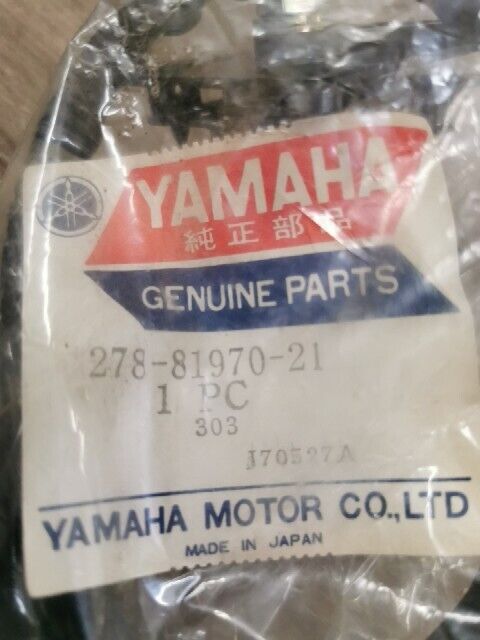 YAMAHA
純正部品
GENUINE PARTS
278-81970-21
1 PC
303
J70527A
YAMAHA MOTOR CO.,LTD
MADE IN JAPAN